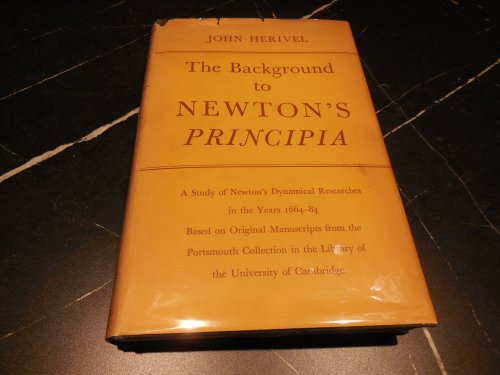 JOHN HERIVEL
The Background
to
NEWTON'S
PRINCIPIA
A Study of Newton's Dynamical Researches
in the Years 1664-84
Based on Original Manuscripts from the
Portsmouth Collection in the Library of
the University of Cambridge